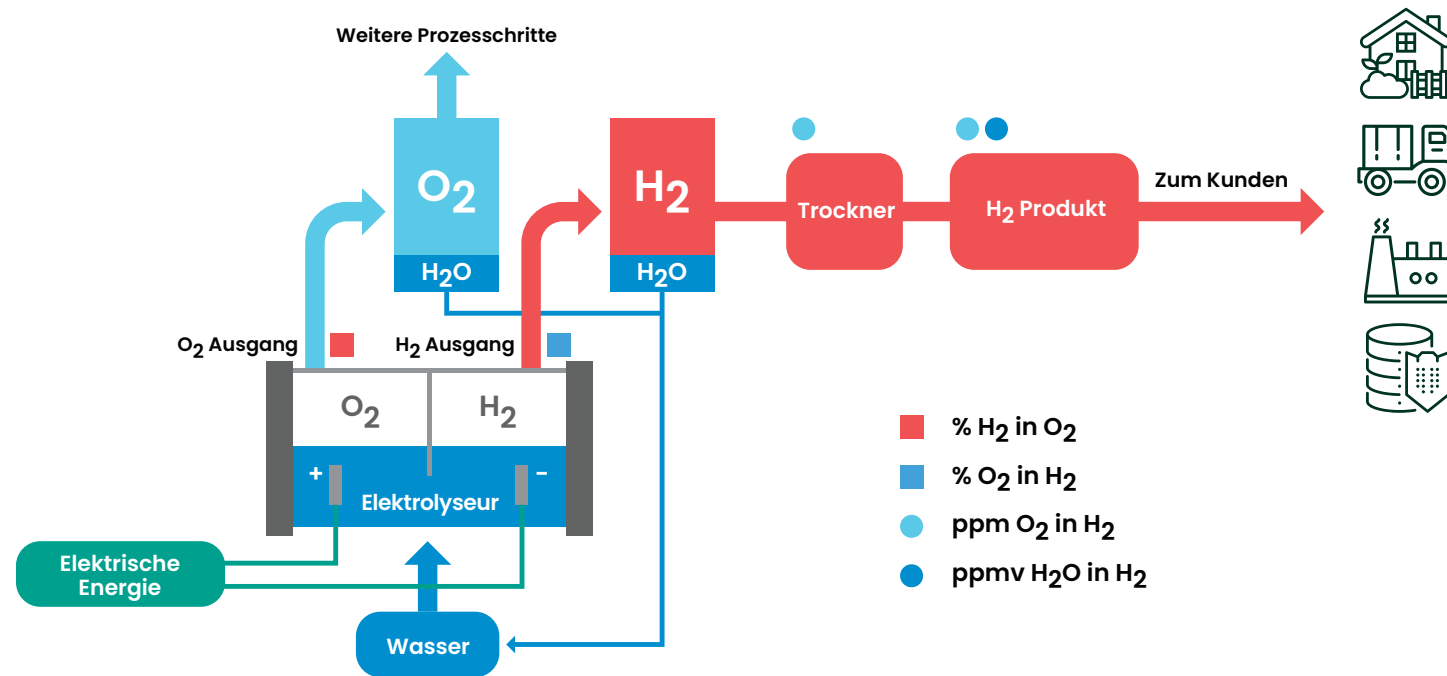 Weitere Prozesschritte
O2
H2O
H2
H2O
Trockner
H2 Produkt
Zum Kunden
O2 Ausgang
H2 Ausgang
O2
H2
+
–
Elektrolyseur
Elektrische
Energie
Wasser
% H2 in O2
% O2 in H2
ppm O2 in H2
ppmv H2O in H2